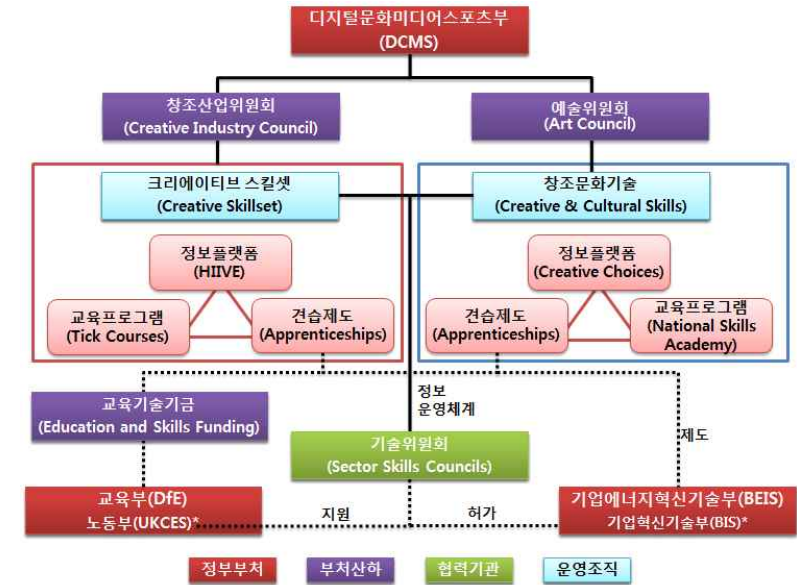 디지털문화미디어스포츠부
(DCMS)
창조산업위원회
(Creative Industry Council)
예술위원회
(Art Council)
크리에이티브 스킬셋
(Creative Skillset)
창조문화기술
(Creative & Cultural Skills)
정보플랫폼
(HIIVE)
정보플랫폼
(Creative Choices)
교육프로그램
(Tick Courses)
견습제도
(Apprenticeships)
견습제도
(Apprenticeships)
교육프로그램
(National Skills
Academy)
교육기술기금
(Education and Skills Funding)
정보
운영체계
제도
기술위원회
(Sector Skills Councils)
교육부(DfE)
노동부(UKCES)*
지원
허가
기업에너지혁신기술부(BEIS)
기업혁신기술부(BIS)*
정부부처
부처산하
협력기관
운영조직